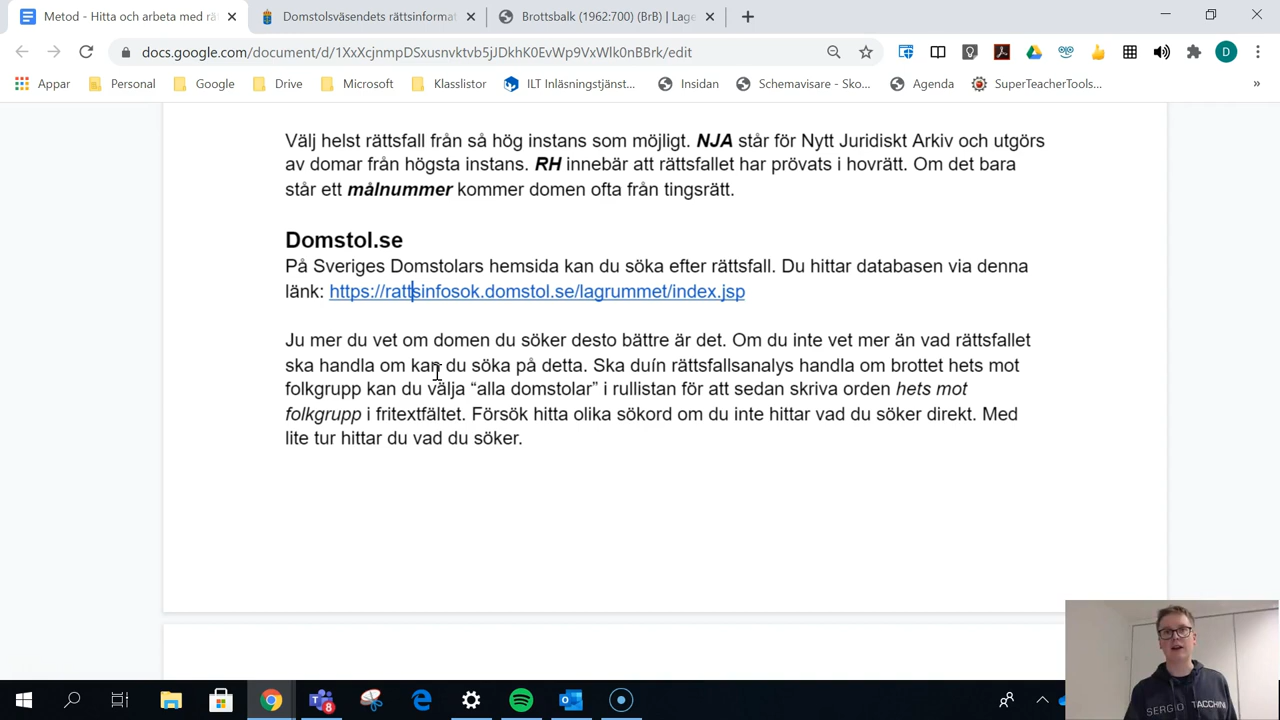 Metod - Hitta och arbeta med rä
Domstolsväsendets rättsinformat
Brottsbalk (1962:700) (BrB) | Lage
docs.google.com/document/d/1XxXcjnmpDSxusnvktvb5jJDkhK0EvWp9VxWlk0nBBrk/edit
D
Appar
Personal
Google
Drive
Microsoft
Klasslistor
ILT Inläsningstjänst...
Insidan
Schemavisare - Sko...
Agenda
SuperTeacherTools...
»
Välj helst rättsfall från så hög instans som möjligt. NJA står för Nytt Juridiskt Arkiv och utgörs
av domar från högsta instans. RH innebär att rättsfallet har prövats i hovrätt. Om det bara
står ett målnummer kommer domen ofta från tingsrätt.
Domstol.se
På Sveriges Domstolars hemsida kan du söka efter rättsfall. Du hittar databasen via denna
länk: https://rattsinfosok.domstol.se/lagrummet/index.jsp
Ju mer du vet om domen du söker desto bättre är det. Om du inte vet mer än vad rättsfallet
ska handla om kan du söka på detta. Ska duín rättsfallsanalys handla om brottet hets mot
folkgrupp kan du välja “alla domstolar” i rullistan för att sedan skriva orden hets mot
folkgrupp i fritextfältet. Försök hitta olika sökord om du inte hittar vad du söker direkt. Med
lite tur hittar du vad du söker.
SERGIO TACCHINI
8